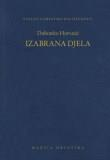 Dubravko Horvatić
IZABRANA DJELA
MATICA HRVATSKA